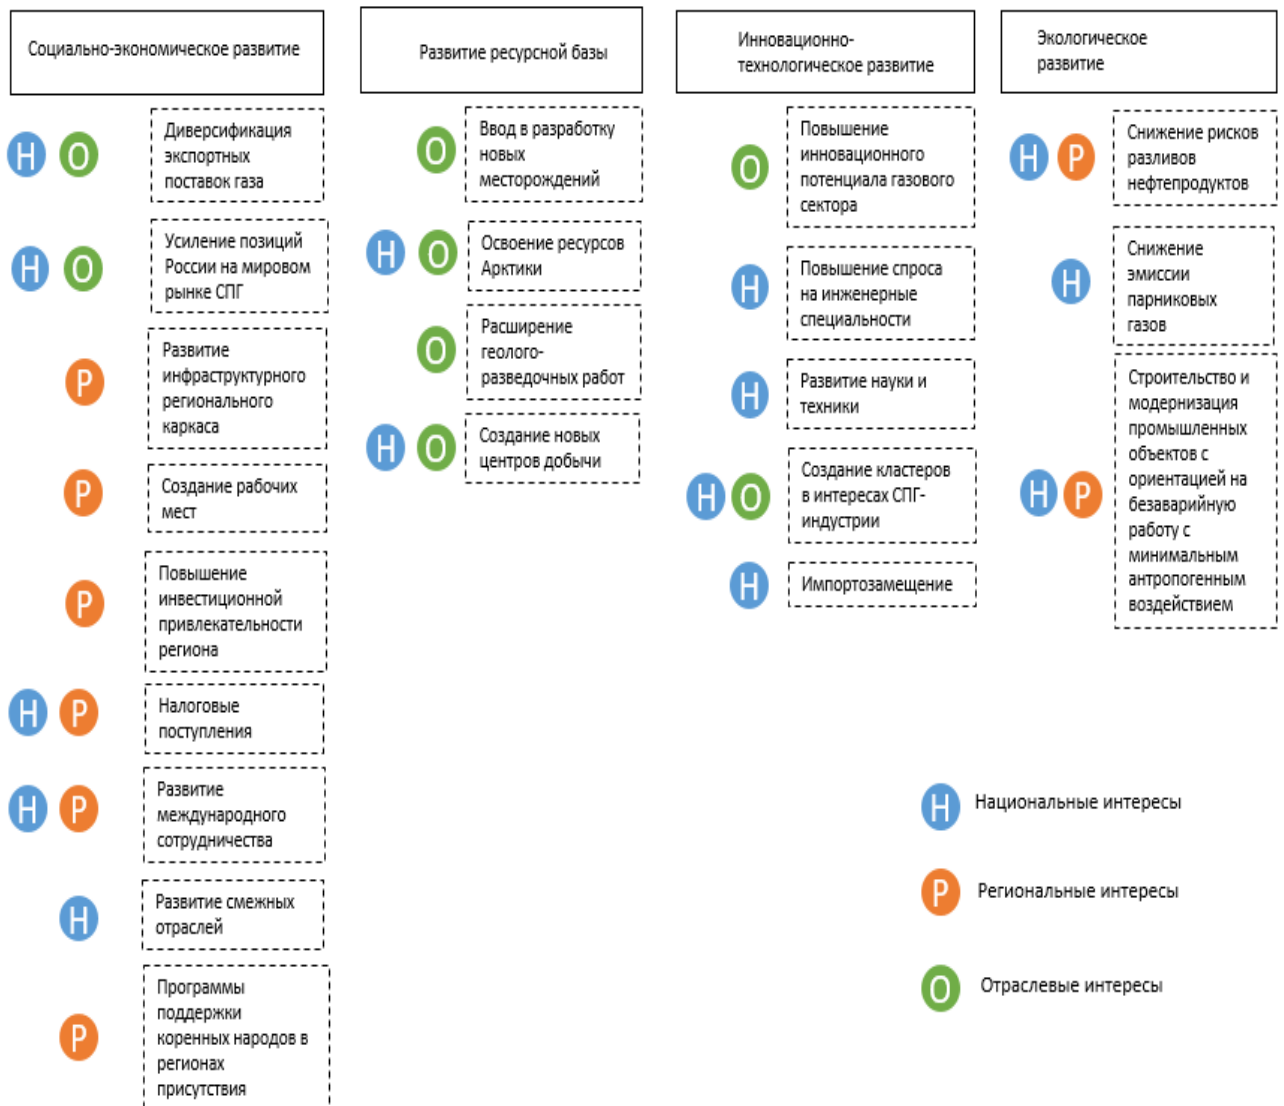 Социально-экономическое развитие
Н О
Диверсификация
экспортных
поставок газа
Н О
Усиление позиций
России на мировом
рынке СПГ
Р
Развитие
инфраструктурного
регионального
каркаса
Р
Создание рабочих
мест
Р
Повышение
инвестиционной
привлекательности
региона
Н Р
Налоговые
поступления
Н Р
Развитие
международного
сотрудничества
Н
Развитие смежных
отраслей
Р
Программы
поддержки
коренных народов в
регионах
присутствия
Развитие ресурсной базы
О
Ввод в разработку
новых
месторождений
Н О
Освоение ресурсов
Арктики
О
Расширение
геолого-
разведочных работ
Н О
Создание новых
центров добычи
Инновационно-
технологическое развитие
О
Повышение
инновационного
потенциала газового
сектора
Н
Повышение спроса
на инженерные
специальности
Н
Развитие науки и
техники
Н О
Создание кластеров
в интересах СПГ-
индустрии
Н
Импортозамещение
Экологическое
развитие
Н Р
Снижение рисков
разливов
нефтепродуктов
Н
Снижение
эмиссии
парниковых
газов
Н Р
Строительство и
модернизация
промышленных
объектов с
ориентацией на
безаварийную
работу с
минимальным
антропогенным
воздействием
Н Национальные интересы
Р Региональные интересы
О Отраслевые интересы